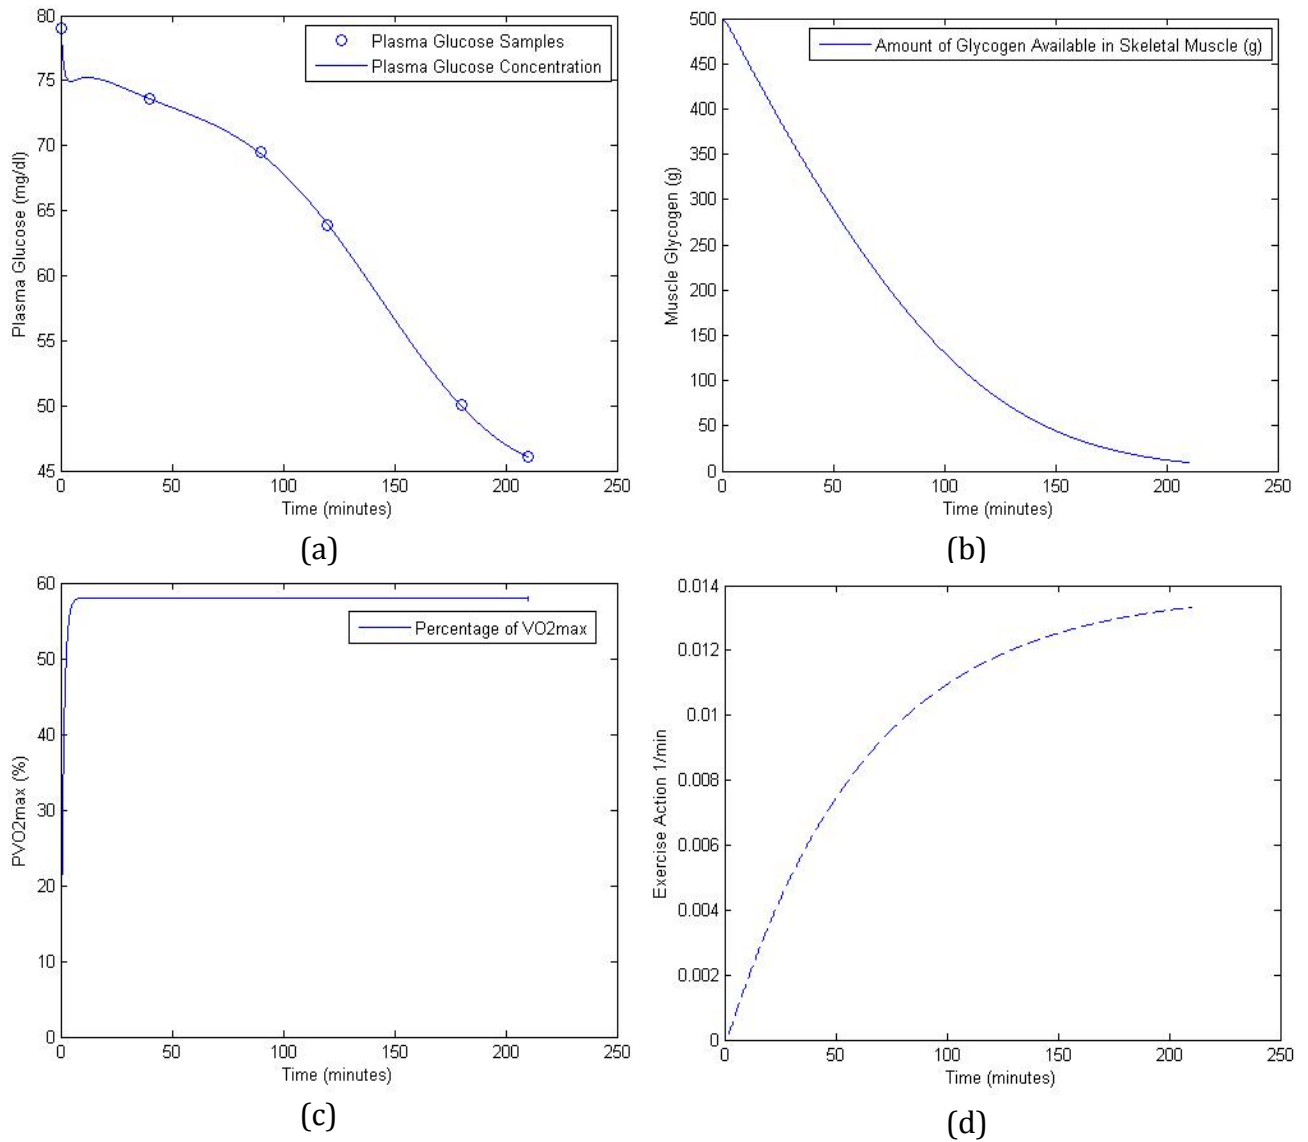 80
75
70
65
60
55
50
45
Plasma Glucose (mg/dl)
Plasma Glucose Samples
Plasma Glucose Concentration
0 50 100 150 200 250
Time (minutes)
(a)
500
450
400
350
300
250
200
150
100
50
0
Muscle Glycogen (g)
Amount of Glycogen Available in Skeletal Muscle (g)
0 50 100 150 200 250
Time (minutes)
(b)
60
50
40
30
20
10
0
PVO2max (%)
Percentage of VO2max
0 50 100 150 200 250
Time (minutes)
(c)
0.014
0.012
0.01
0.008
0.006
0.004
0.002
0
Exercise Action 1/min
0 50 100 150 200 250
Time (minutes)
(d)